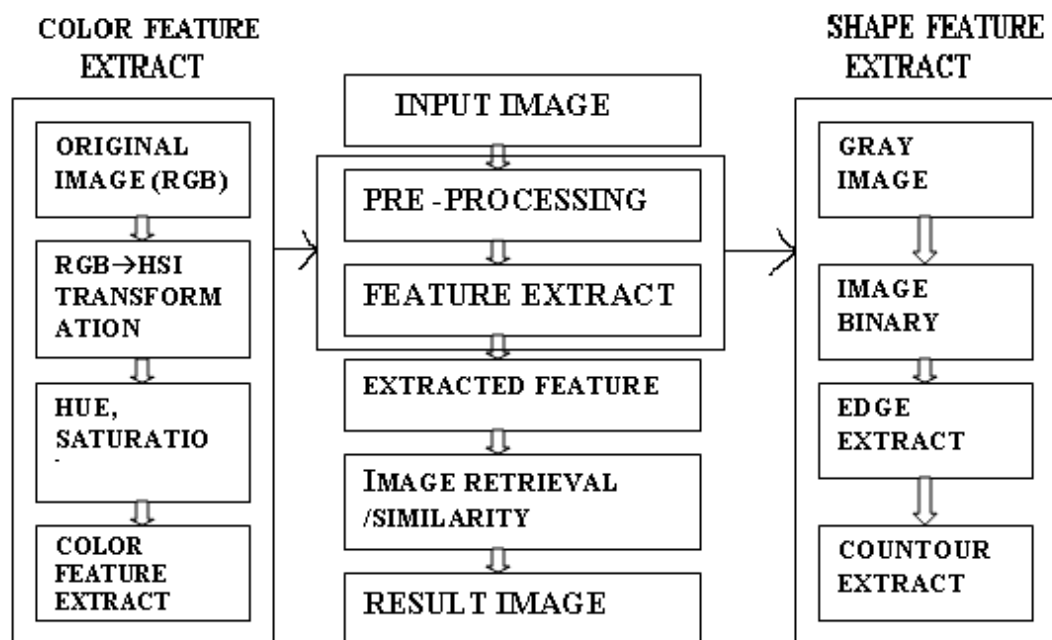 COLOR FEATURE
EXTRACT
ORIGINAL
IMAGE (RGB)
RGB→HSI
TRANSFORM
ATION
HUE,
SATURATIO
COLOR
FEATURE
EXTRACT
INPUT IMAGE
PRE-PROCESSING
FEATURE EXTRACT
EXTRACTED FEATURE
IMAGE RETRIEVAL
/SIMILARITY
RESULT IMAGE
SHAPE FEATURE
EXTRACT
GRAY
IMAGE
IMAGE
BINARY
EDGE
EXTRACT
COUNTOUR
EXTRACT